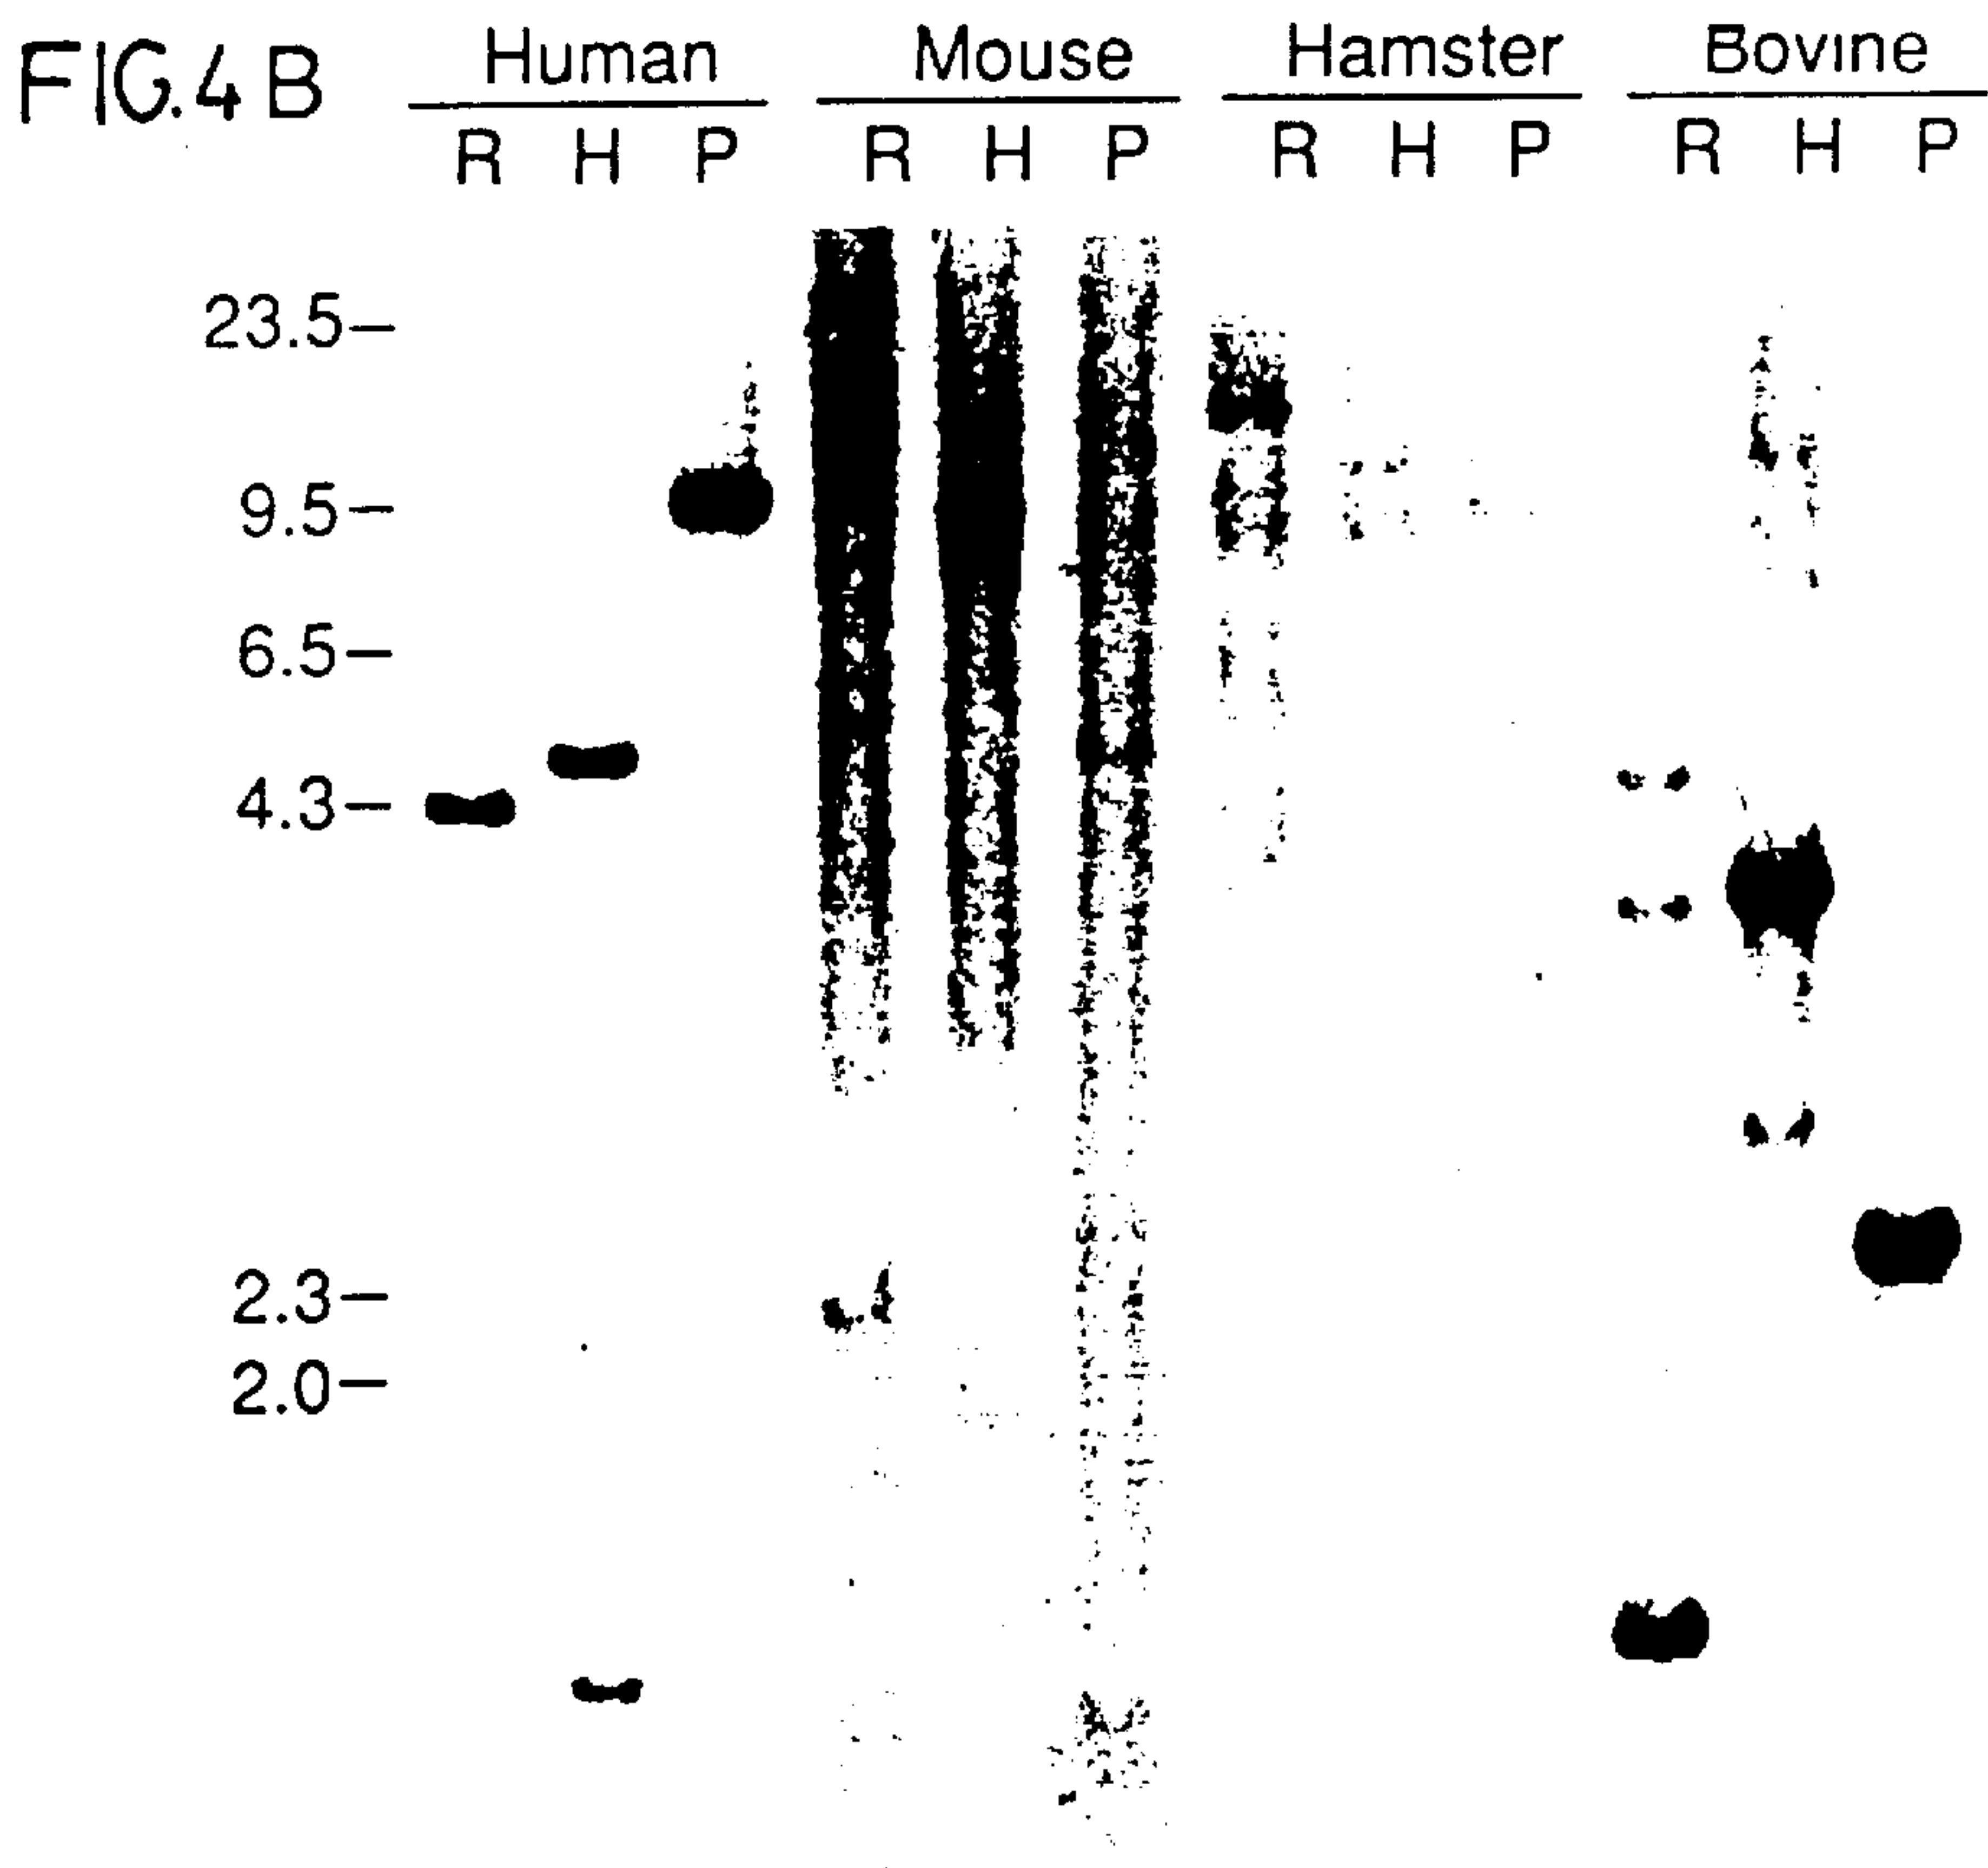 FIG.4B
Human Mouse Hamster Bovine
R H P R H P R H P R H P
23.5—
9.5—
6.5—
4.3—
2.3—
2.0—